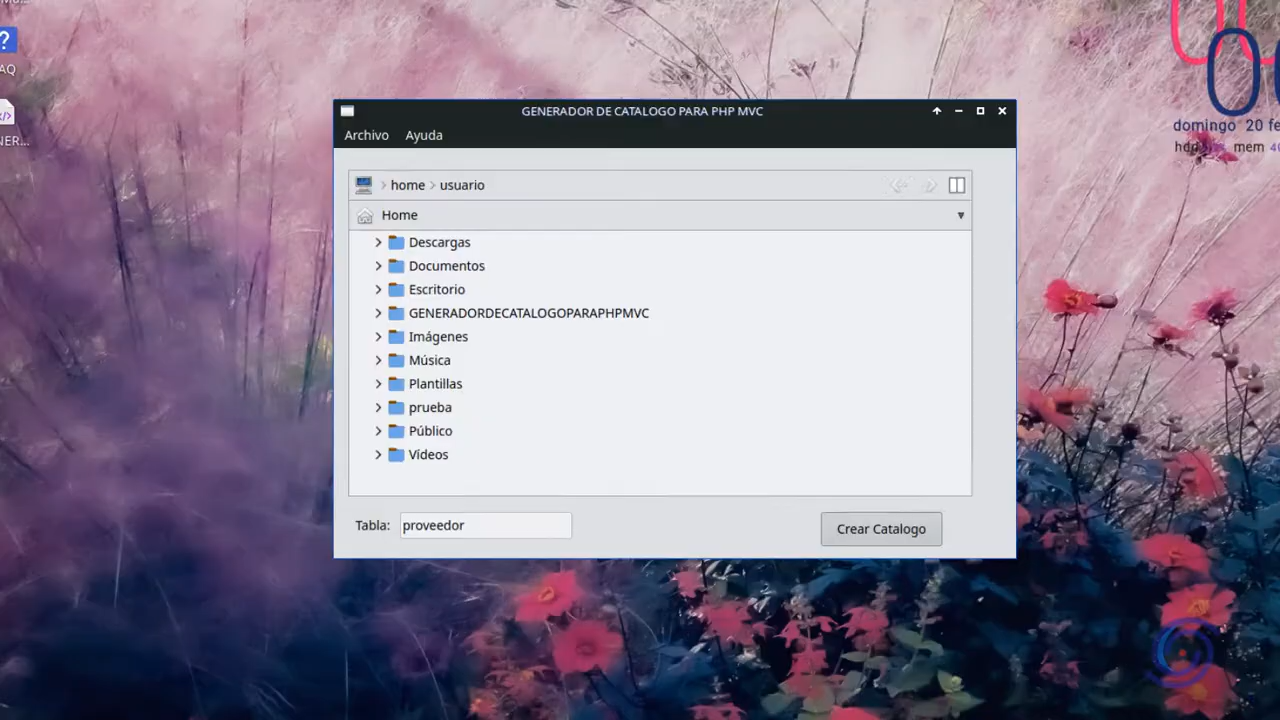 AQ
NER...
GENERADOR DE CATALOGO PARA PHP MVC
Archivo Ayuda
home usuario
Home
Descargas
Documentos
Escritorio
GENERADORDECATALOGOPARAPHPMVC
Imágenes
Música
Plantillas
prueba
Público
Vídeos
Tabla: proveedor
Crear Catalogo
domingo 20 fe
hdd mem 4